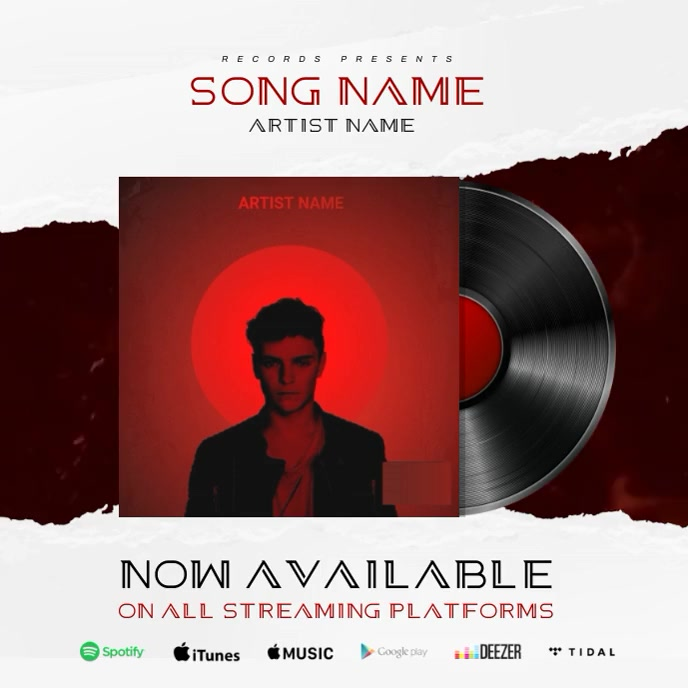 RECORDS PRESENTS
SONG NAME
ARTIST NAME
ARTIST NAME
NOW AVAILABLE
ON ALL STREAMING PLATFORMS
Spotify iTunes MUSIC Google play DEEZER TIDAL